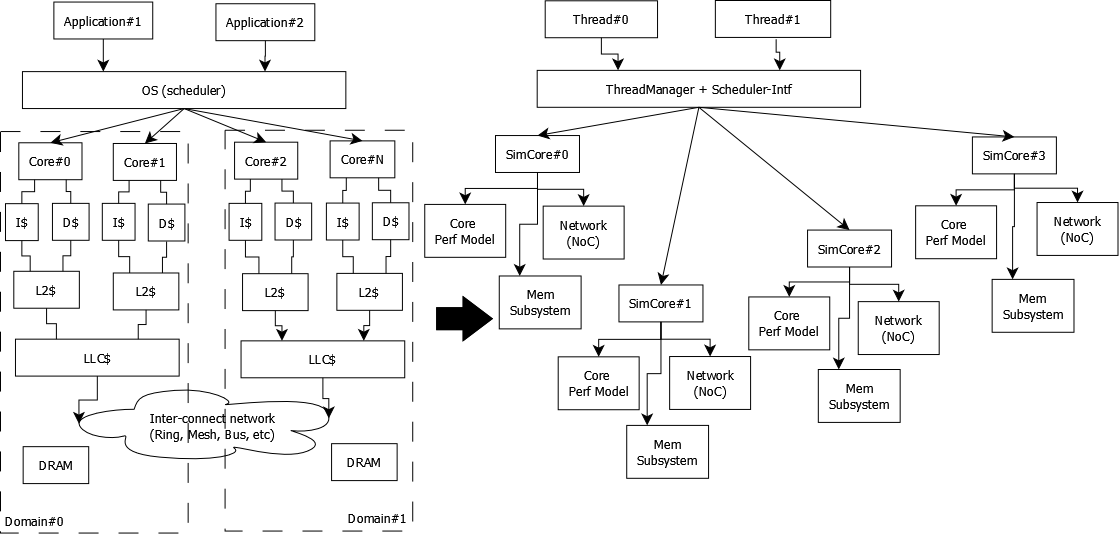 Application#1
Application#2
OS (scheduler)
Core#0
Core#1
Core#2
Core#N
I$
D$
I$
D$
I$
D$
I$
D$
L2$
L2$
L2$
L2$
LLC$
LLC$
Inter-connect network
(Ring, Mesh, Bus, etc)
DRAM
DRAM
Domain#0
Domain#1
Thread#0
Thread#1
ThreadManager + Scheduler-Intf
SimCore#0
Core
Perf Model
Network
(NoC)
Mem
Subsystem
SimCore#1
Core
Perf Model
Network
(NoC)
Mem
Subsystem
SimCore#2
Core
Perf Model
Network
(NoC)
Mem
Subsystem
SimCore#3
Core
Perf Model
Network
(NoC)
Mem
Subsystem